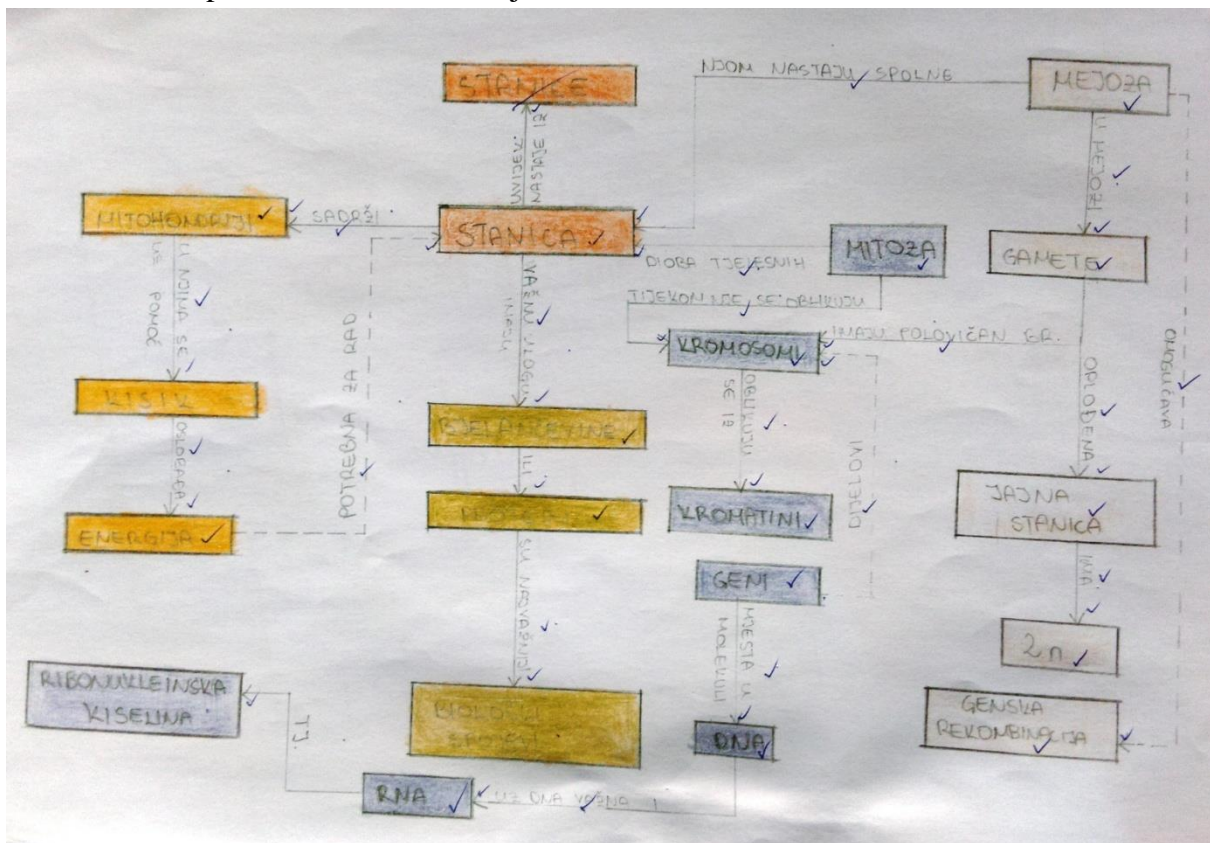 STANICE
NJOM NASTAJU SPOLNE
MEJOZA
NASTAJE IZ
U MEJOZI
MITOHONDRIJI
SADRŽI
STANICA
MITOZA
DIOBA TJELESNIH
GAMETE
U NJIMA SE
UZ POMOĆ
VAŽNU ULOGU
IMAJU
TIJEKOM NJE SE OBLIKUJU
KROMOSOMI
IMAJU POLOVIČAN BR.
OMOGUĆAVA
POTREBNA ZA RAD
KISIK
OBLIKUJU
SE IZ
OPLOĐENA
OSLOBAĐA
BJELANČEVINE
ILI
DIJELOVI
ENERGIJA
KROMATINI
JAJNA
STANICA
SU NAJVAŽNIJI
GENI
IMA
MJESTA U
MOLEKULI
2n
RIBONUKLEINSKA
KISELINA
TJ.
DNA
GENSKA
REKOMBINACIJA
RNA
UZ DNA VAŽNA I